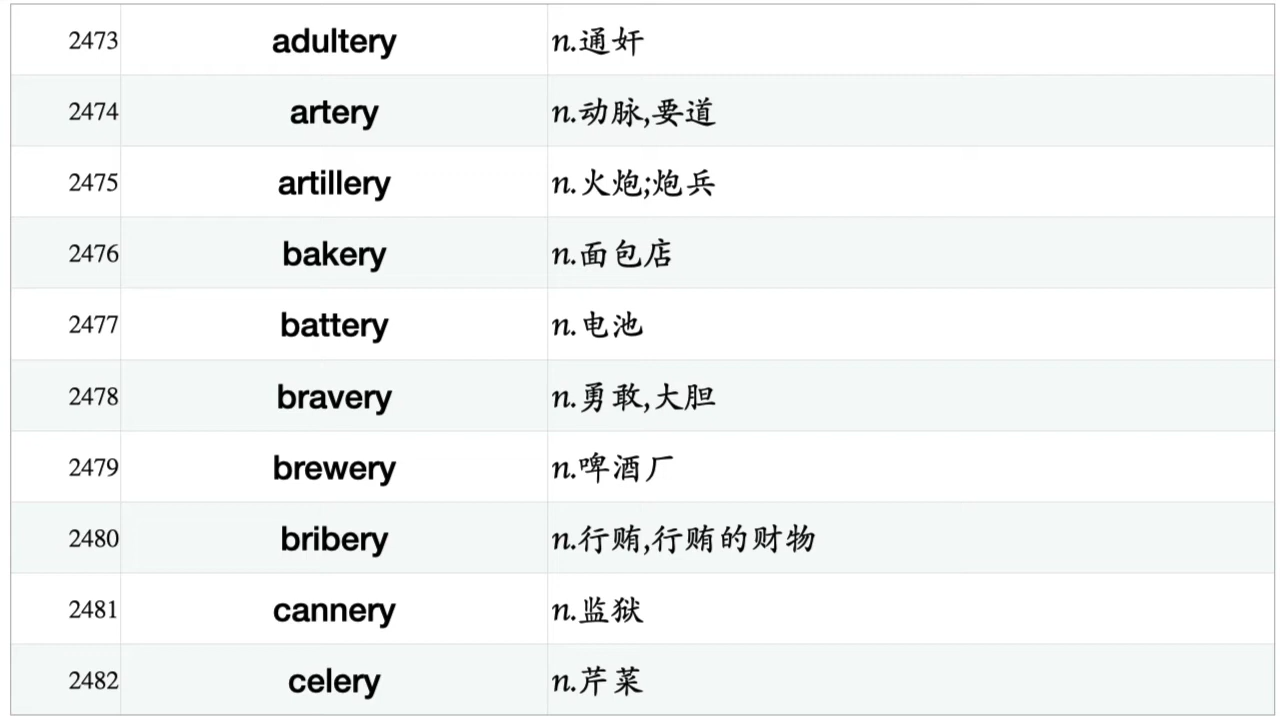 2473 adultery n.通奸
2474 artery n.动脉,要道
2475 artillery n.火炮;炮兵
2476 bakery n.面包店
2477 battery n.电池
2478 bravery n.勇敢,大胆
2479 brewery n.啤酒厂
2480 bribery n.行贿,行贿的财物
2481 cannery n.监狱
2482 celery n.芹菜